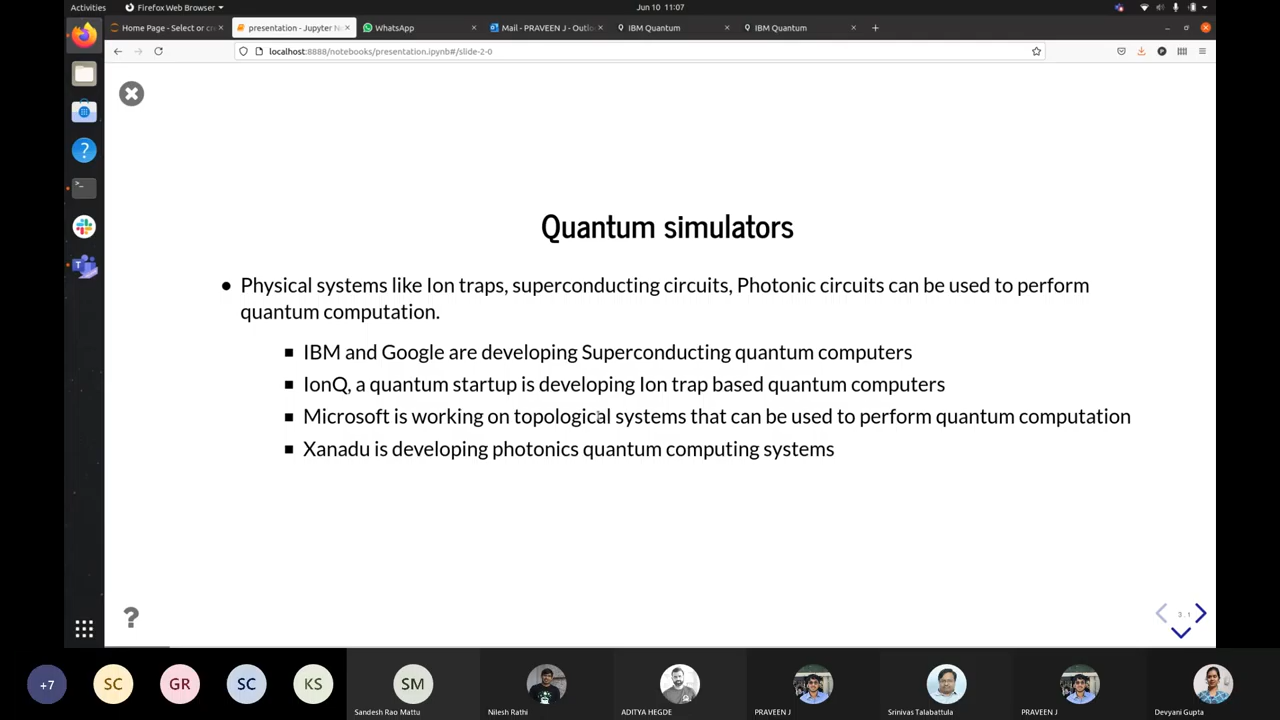 Activities
Firefox Web Browser
Jun 10 11:07
Home Page - Select or cr
presentation - Jupyter N
WhatsApp
Mail - PRAVEEN J - Outlo
IBM Quantum
IBM Quantum
localhost:8888/notebooks/presentation.ipynb#/slide-2-0
Quantum simulators
Physical systems like Ion traps, superconducting circuits, Photonic circuits can be used to perform
quantum computation.
IBM and Google are developing Superconducting quantum computers
IonQ, a quantum startup is developing Ion trap based quantum computers
Microsoft is working on topological systems that can be used to perform quantum computation
Xanadu is developing photonics quantum computing systems
?
3.1
+7
SC
GR
SC
KS
SM
Sandesh Rao Mattu
Nilesh Rathi
ADITYA HEGDE
PRAVEEN J
Srinivas Talabattula
PRAVEEN J
Devyani Gupta